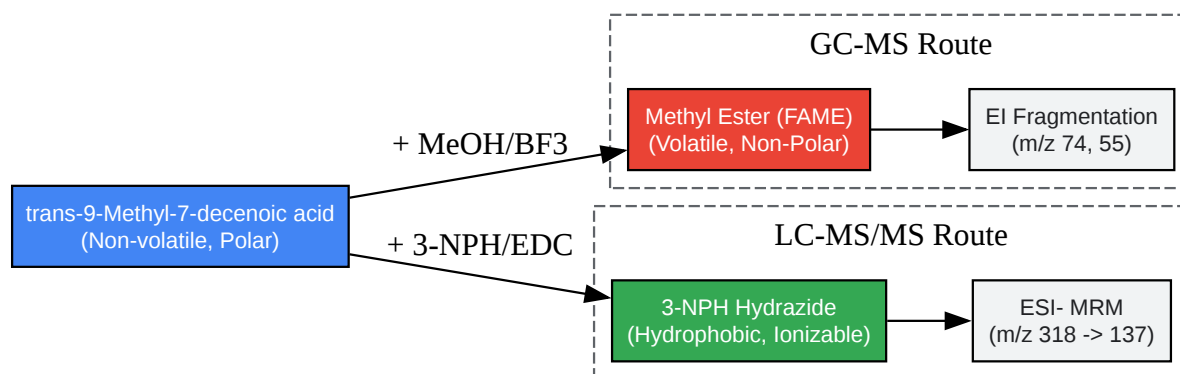 GC-MS Route
Methyl Ester (FAME)
(Volatile, Non-Polar)
EI Fragmentation
(m/z 74, 55)
+ MeOH/BF3
trans-9-Methyl-7-decenoic acid
(Non-volatile, Polar)
+ 3-NPH/EDC
LC-MS/MS Route
3-NPH Hydrazide
(Hydrophobic, Ionizable)
ESI- MRM
(m/z 318 -> 137)